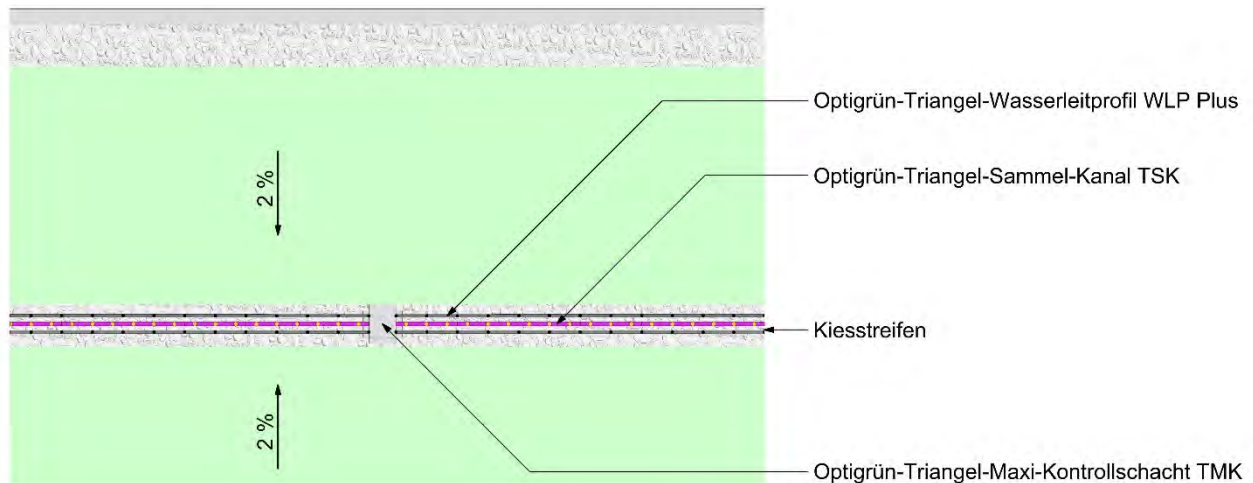 Optigrün-Triangel-Wasserleitprofil WLP Plus
2 %
Optigrün-Triangel-Sammel-Kanal TSK
Kiesstreifen
2 %
Optigrün-Triangel-Maxi-Kontrollschacht TMK